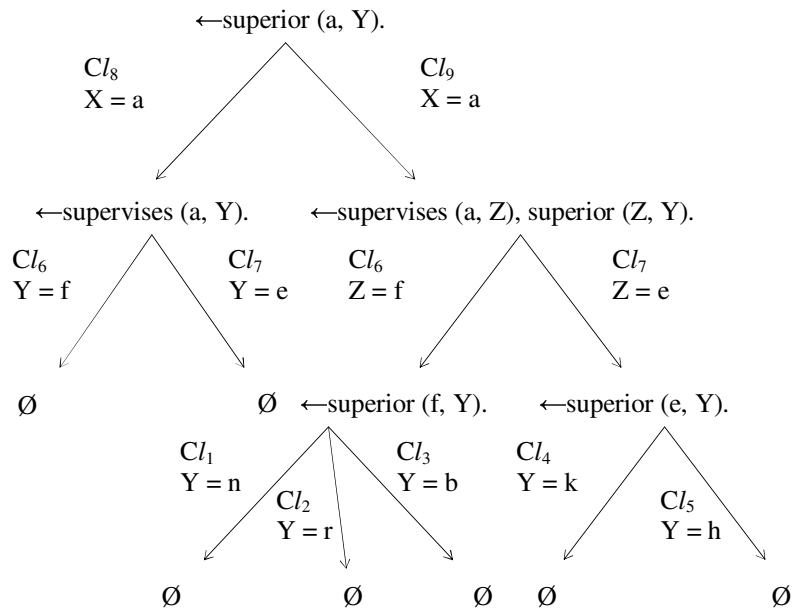 ←superior (a, Y).
Cl₈
X = a
Cl₉
X = a
←supervises (a, Y).
←supervises (a, Z), superior (Z, Y).
Cl₆
Y = f
Cl₇
Y = e
Cl₆
Z = f
Cl₇
Z = e
Ø
Ø
←superior (f, Y).
←superior (e, Y).
Cl₁
Y = n
Cl₂
Y = r
Cl₃
Y = b
Cl₄
Y = k
Cl₅
Y = h
Ø
Ø
Ø
Ø
Ø